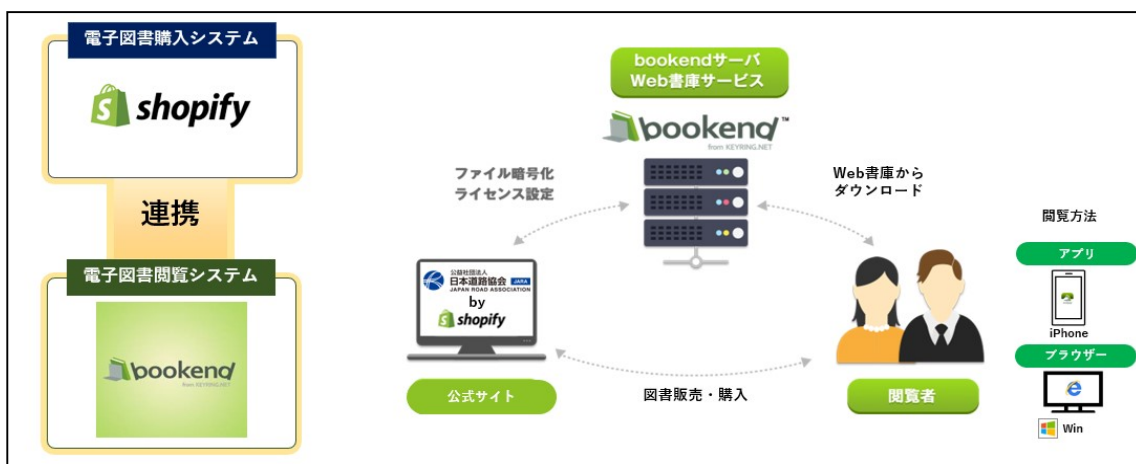 電子図書購入システム
shopify
連携
電子図書閲覧システム
bookend
from KEYRING.NET
bookendサーバ
Web書庫サービス
bookend™
from KEYRING.NET
ファイル暗号化
ライセンス設定
Web書庫から
ダウンロード
公益社団法人
日本道路協会 JARA
JAPAN ROAD ASSOCIATION
by
shopify
公式サイト
図書販売・購入
閲覧者
閲覧方法
アプリ
iPhone
ブラウザー
Win